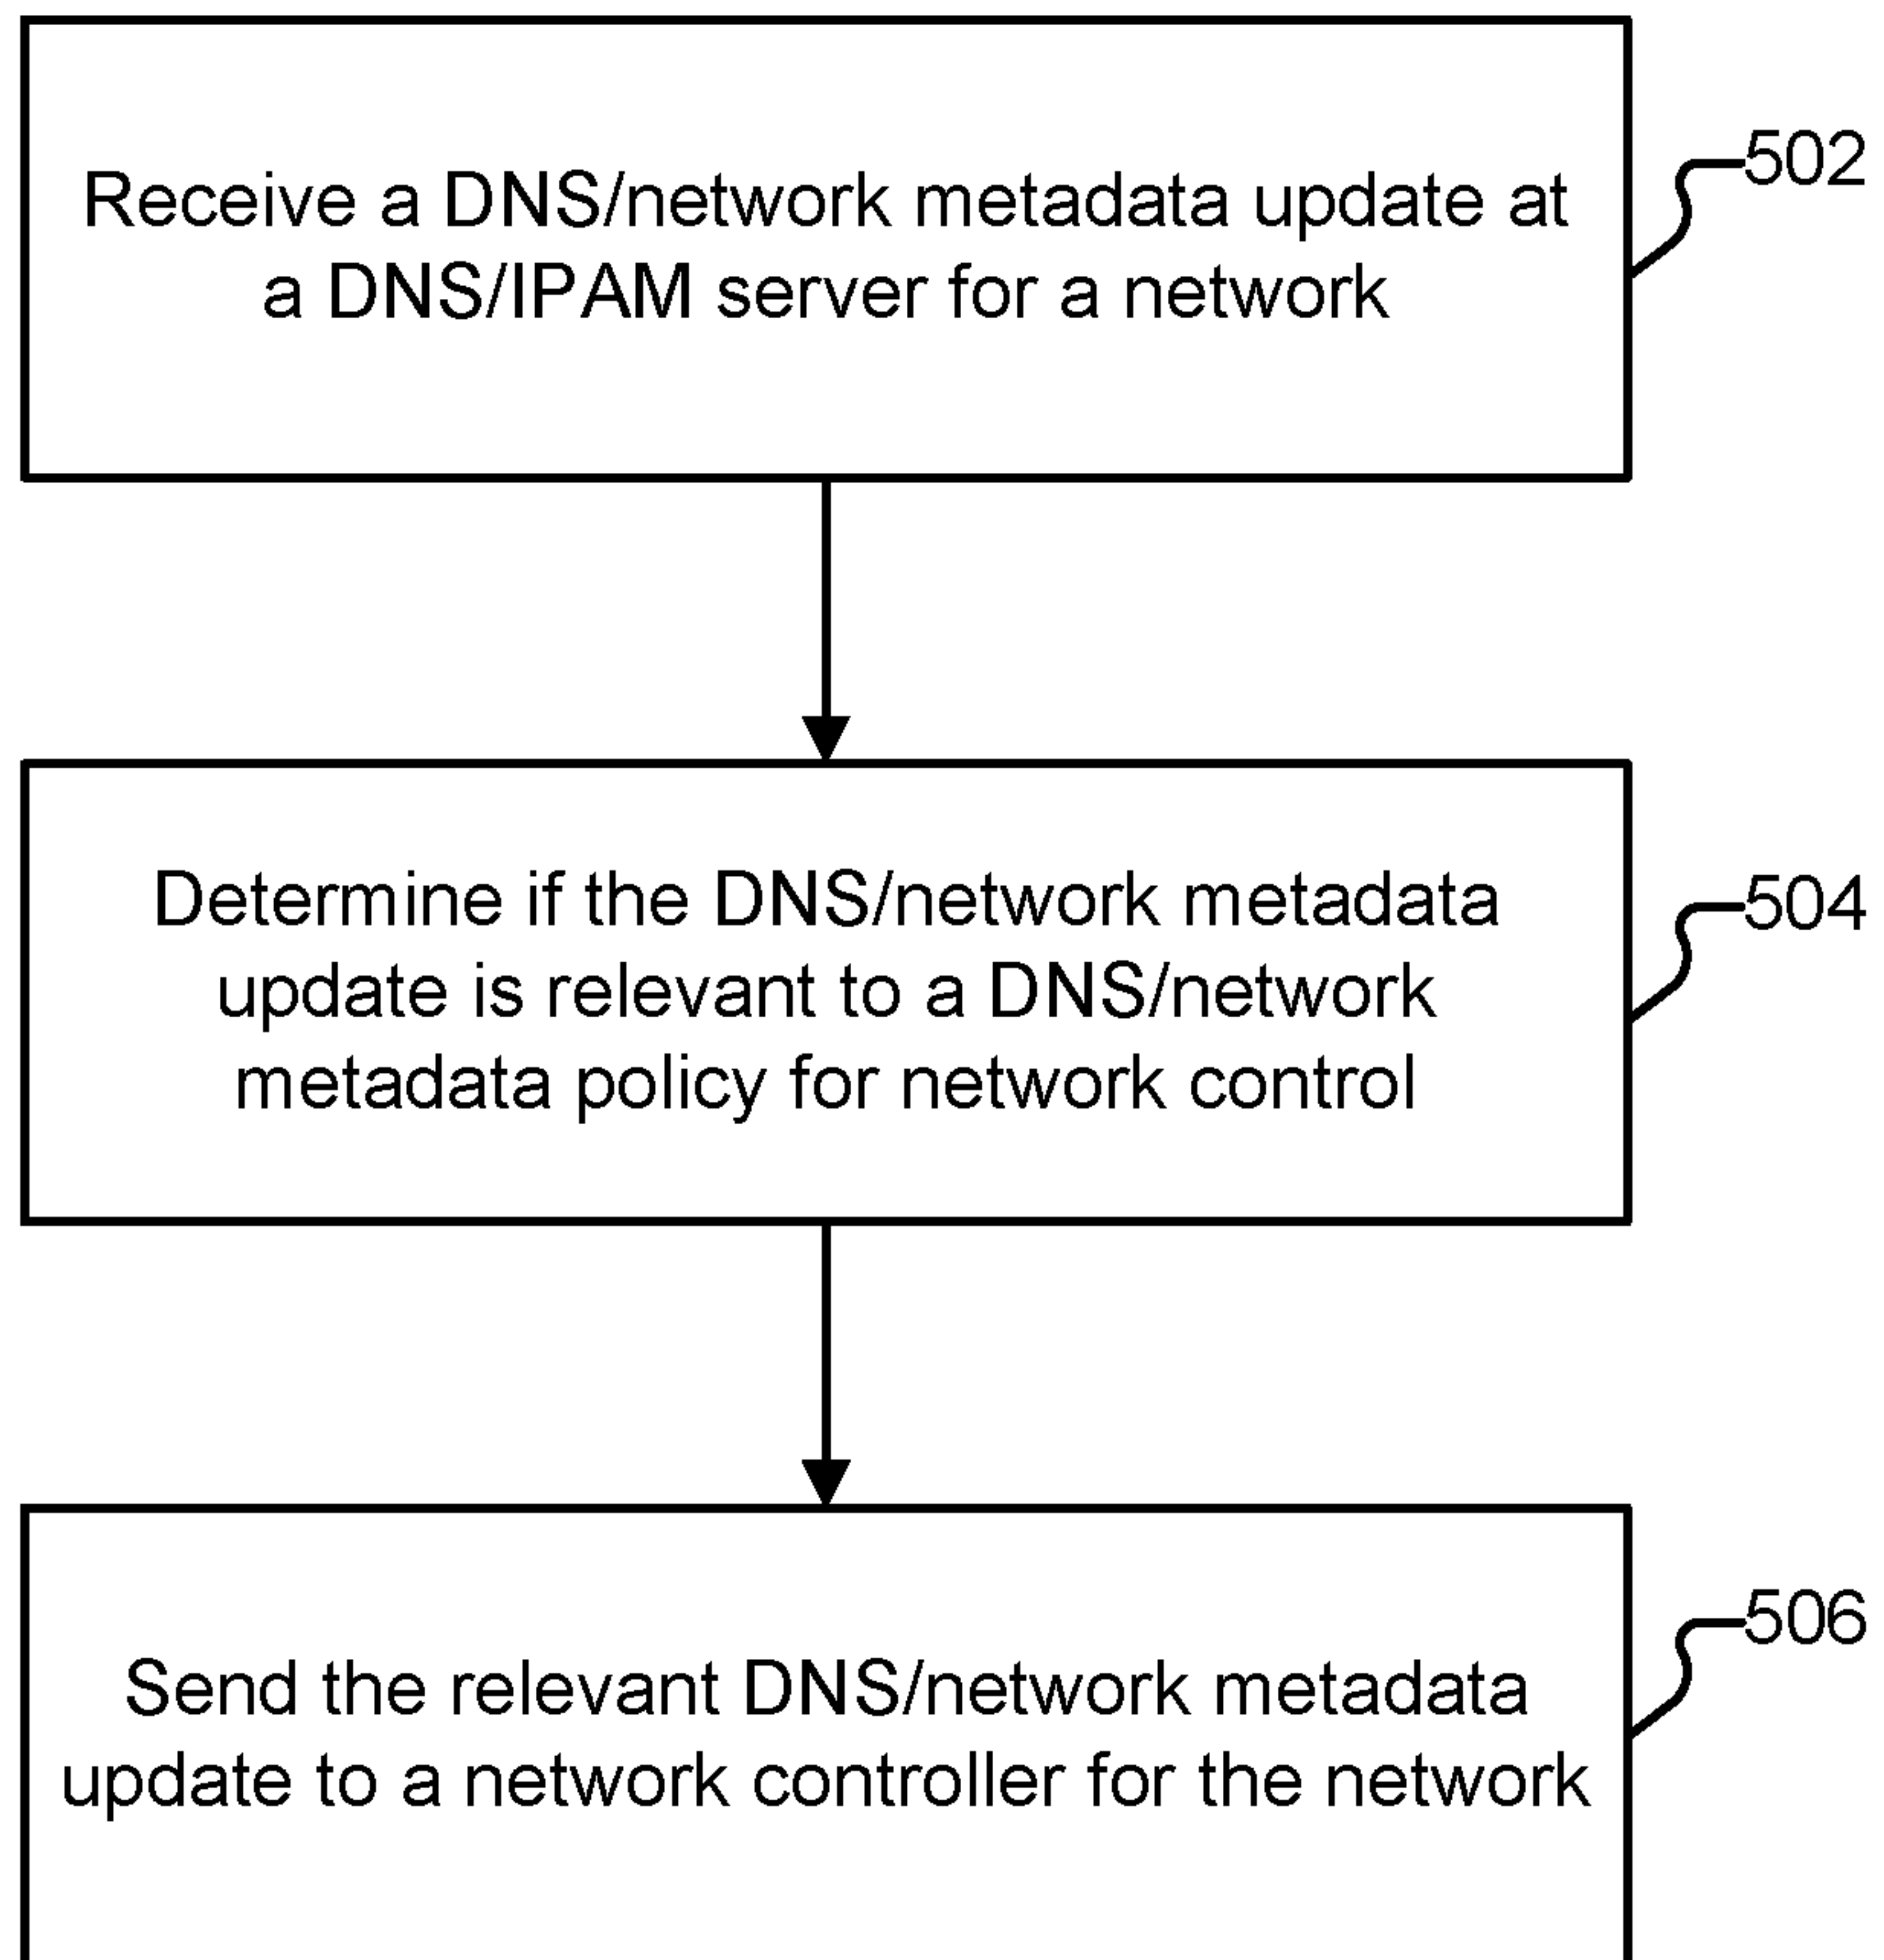 Receive a DNS/network metadata update at
a DNS/IPAM server for a network
502
Determine if the DNS/network metadata
update is relevant to a DNS/network
metadata policy for network control
504
Send the relevant DNS/network metadata
update to a network controller for the network
506